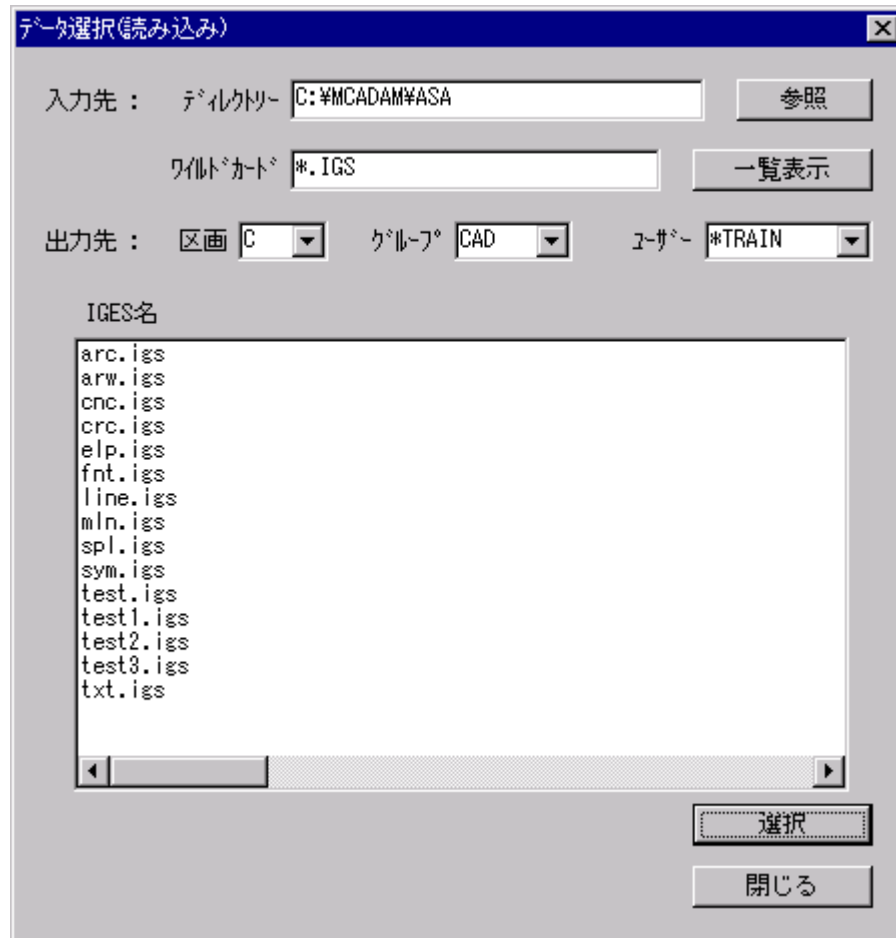 ﾃﾞｰﾀ選択(読み込み)
入力先： ﾃﾞｨﾚｸﾄﾘｰ C:¥MCADAM¥ASA 参照
ﾜｲﾙﾄﾞｶｰﾄﾞ *.IGS 一覧表示
出力先： 区画 C ｸﾞﾙｰﾌﾟ CAD ﾕｰｻﾞｰ *TRAIN
IGES名
arc.igs
arw.igs
cnc.igs
crc.igs
elp.igs
fnt.igs
line.igs
mln.igs
spl.igs
sym.igs
test.igs
test1.igs
test2.igs
test3.igs
txt.igs
選択
閉じる